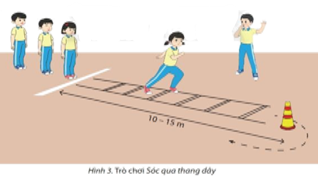 10 – 15 m
Hình 3. Trò chơi Sóc qua thang dây